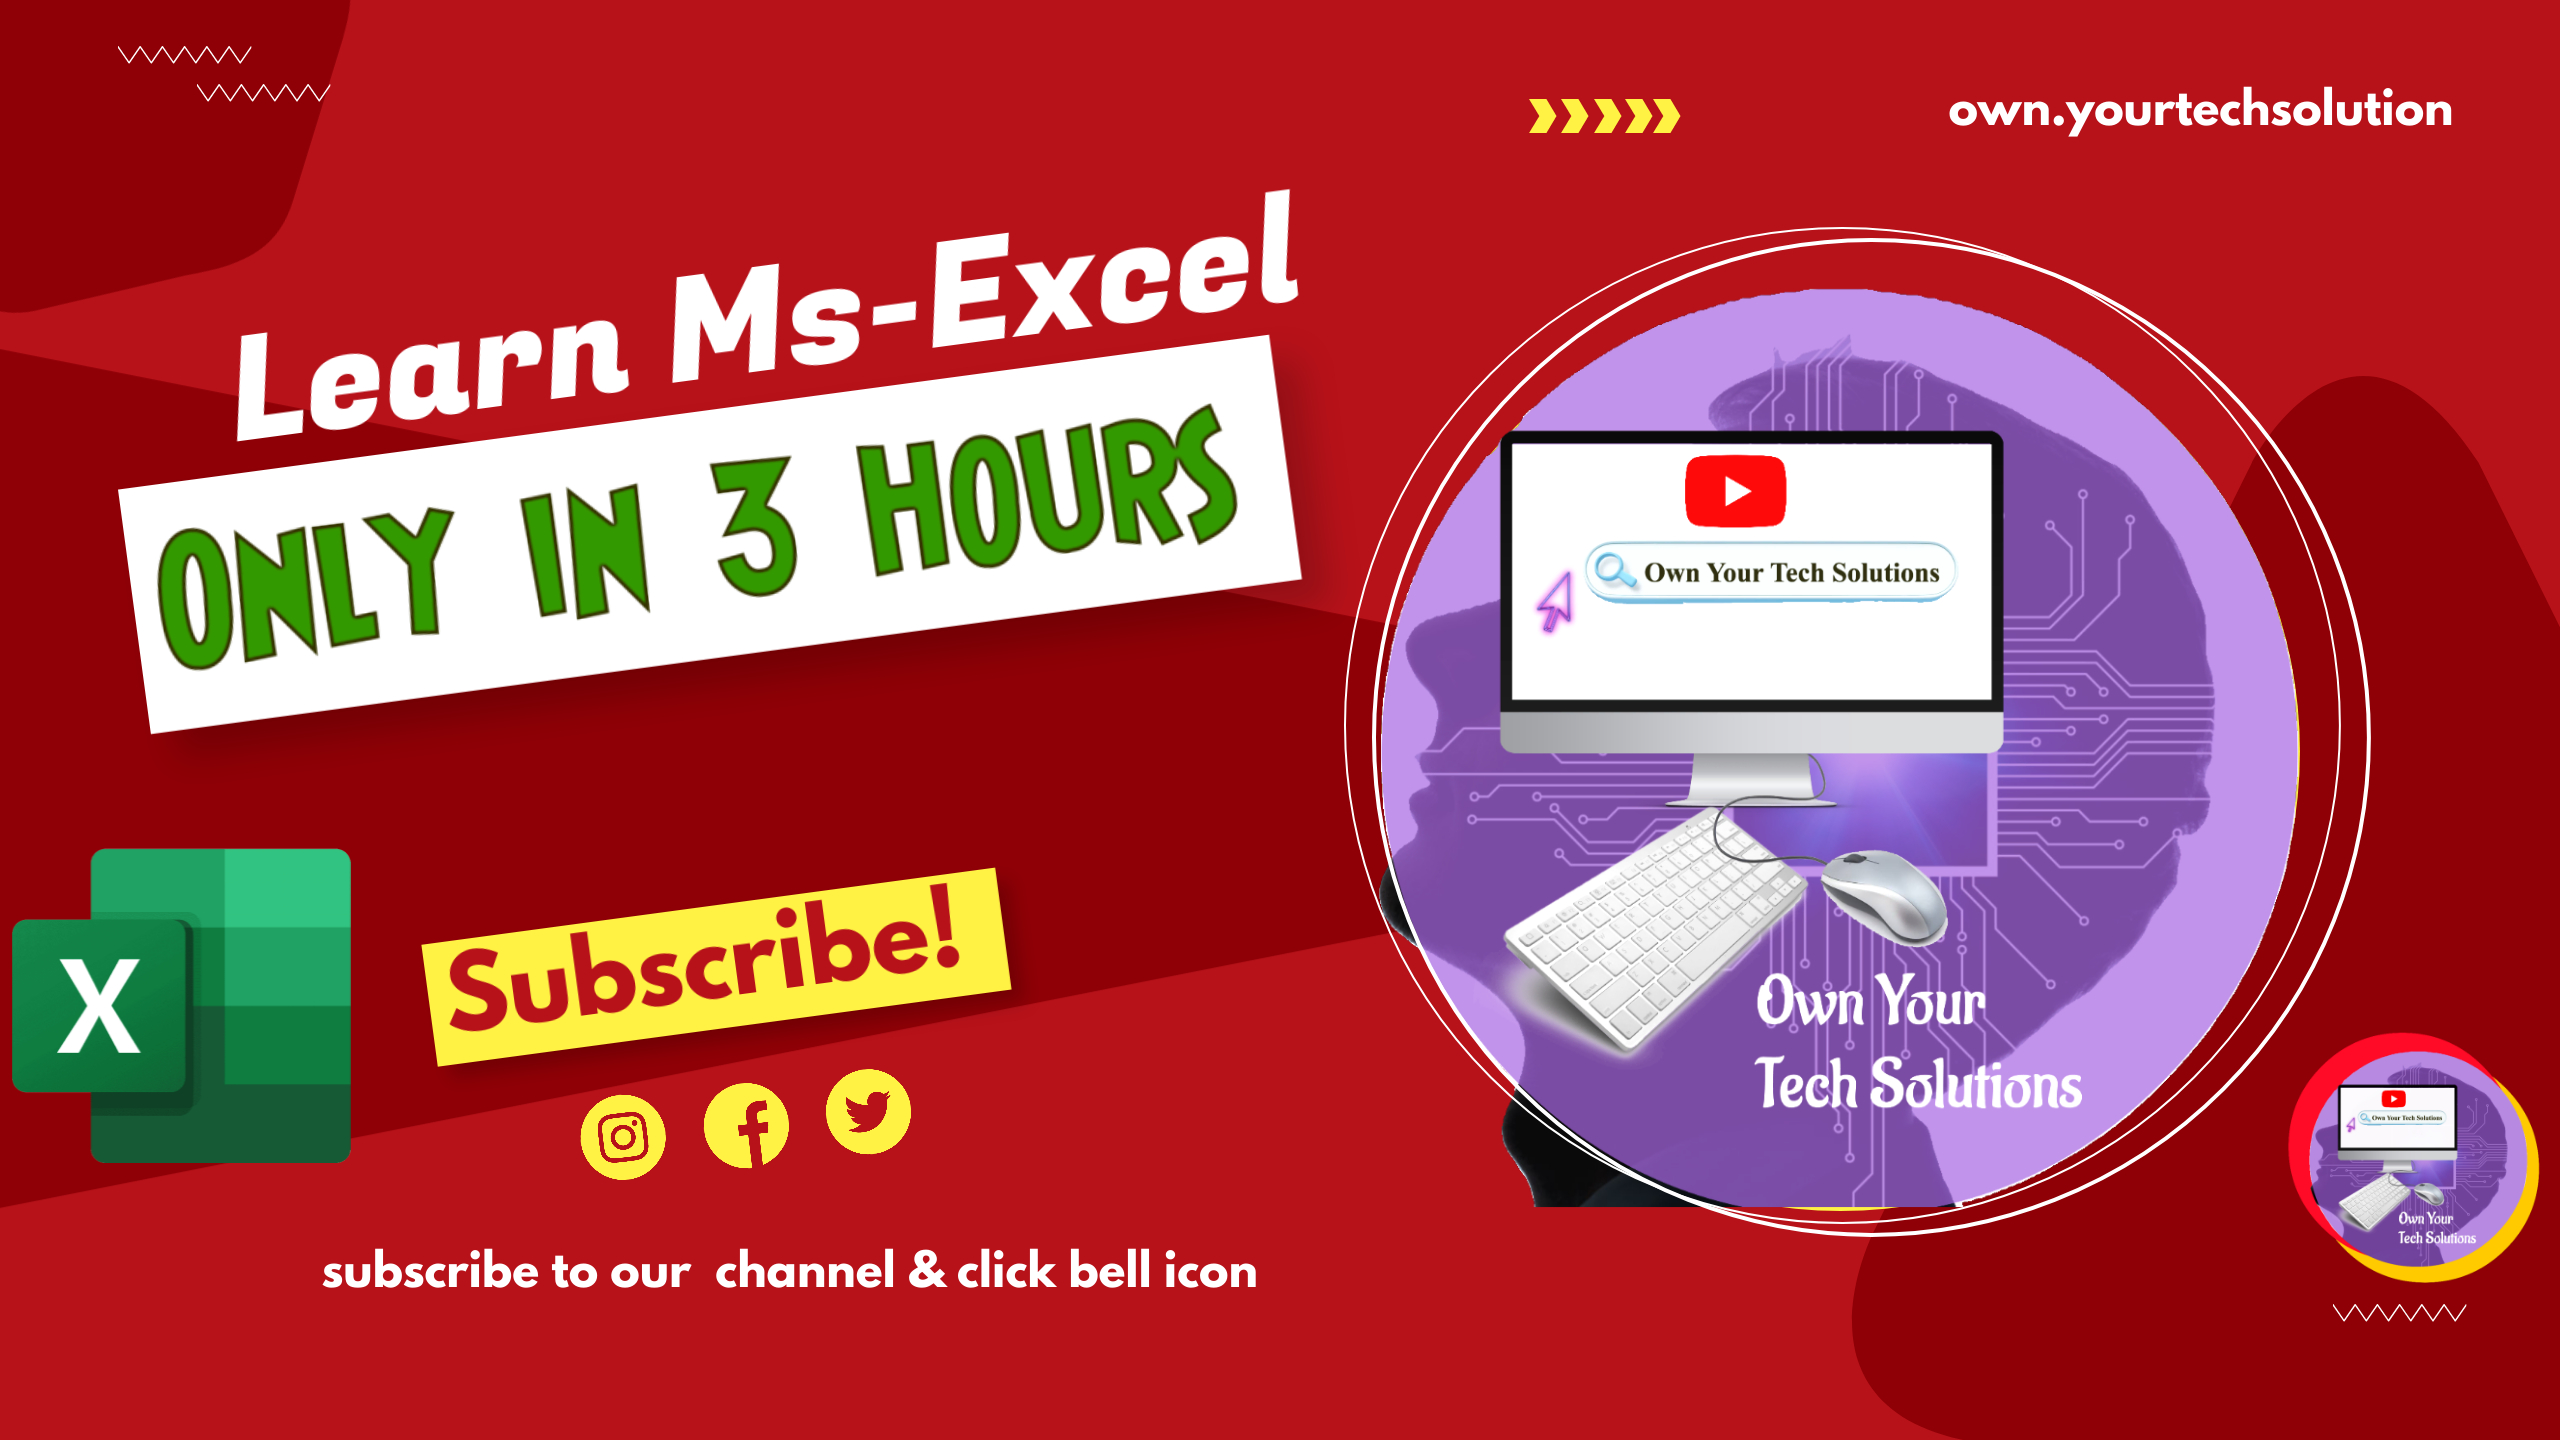 own.yourtechsolution
Learn Ms-Excel
ONLY IN 3 HOURS
Own Your Tech Solutions
X
Subscribe!
Own Your
Tech Solutions
subscribe to our  channel & click bell icon
Own Your Tech Solutions
Own Your
Tech Solutions